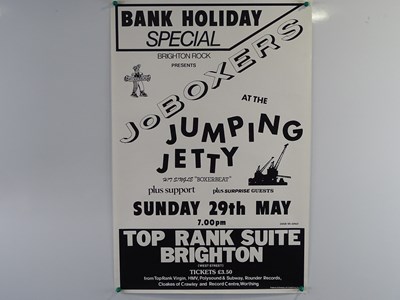 BANK HOLIDAY
SPECIAL
BRIGHTON ROCK
PRESENTS
JoBOXERS
AT THE
JUMPING
JETTY
HIT SINGLE "BOXERBEAT"
plus support
plus SURPRISE GUESTS
SUNDAY 29th MAY
7.00pm
TOP RANK SUITE
BRIGHTON
(WEST STREET)
TICKETS £3.50
from Top Rank Virgin, HMV, Polysound & Subway, Rounder Records,
Cloakes of Crawley and Record Centre, Worthing